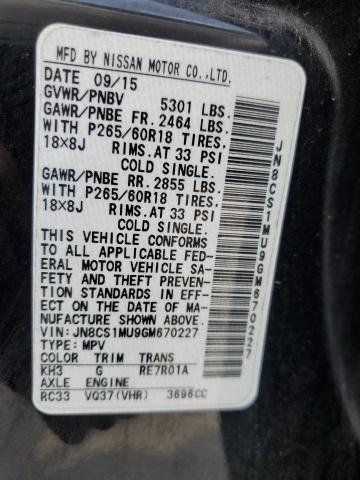 MFD BY NISSAN MOTOR CO.,LTD.
DATE 09/15
GVWR/PNBV 5301 LBS.
GAWR/PNBE FR. 2464 LBS.
WITH P265/60R18 TIRES,
18X8J RIMS.AT 33 PSI
COLD SINGLE.
GAWR/PNBE RR. 2855 LBS.
WITH P265/60R18 TIRES,
18X8J RIMS.AT 33 PSI
COLD SINGLE.
THIS VEHICLE CONFORMS
TO ALL APPLICABLE FED-
ERAL MOTOR VEHICLE SA-
FETY AND THEFT PREVEN-
TION STANDARDS IN EFF-
ECT ON THE DATE OF MA-
NUFACTURE SHOWN ABOVE.
VIN:JN8CS1MU9GM670227
TYPE:MPV
COLOR TRIM TRANS
KH3 G RE7R01A
AXLE ENGINE
RC33 VQ37(VHR) 3696CC
JN8CS1MU9GM670227